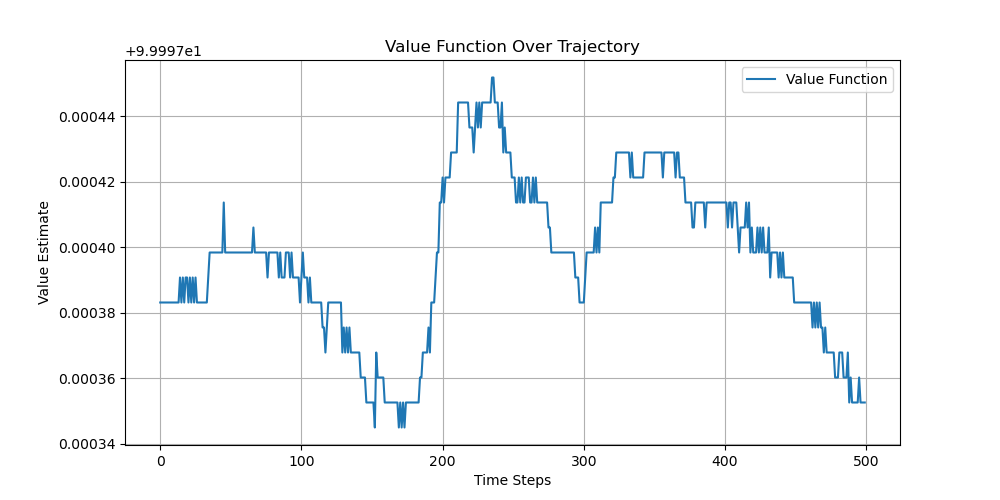 +9.9997e1
Value Function Over Trajectory
Value Function
0.00044
0.00042
0.00040
0.00038
0.00036
0.00034
Value Estimate
0 100 200 300 400 500
Time Steps